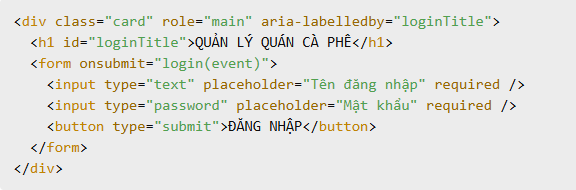 <div class="card" role="main" aria-labelledby="loginTitle">
<h1 id="loginTitle">QUẢN LÝ QUÁN CÀ PHÊ</h1>
<form onsubmit="login(event)">
<input type="text" placeholder="Tên đăng nhập" required />
<input type="password" placeholder="Mật khẩu" required />
<button type="submit">ĐĂNG NHẬP</button>
</form>
</div>